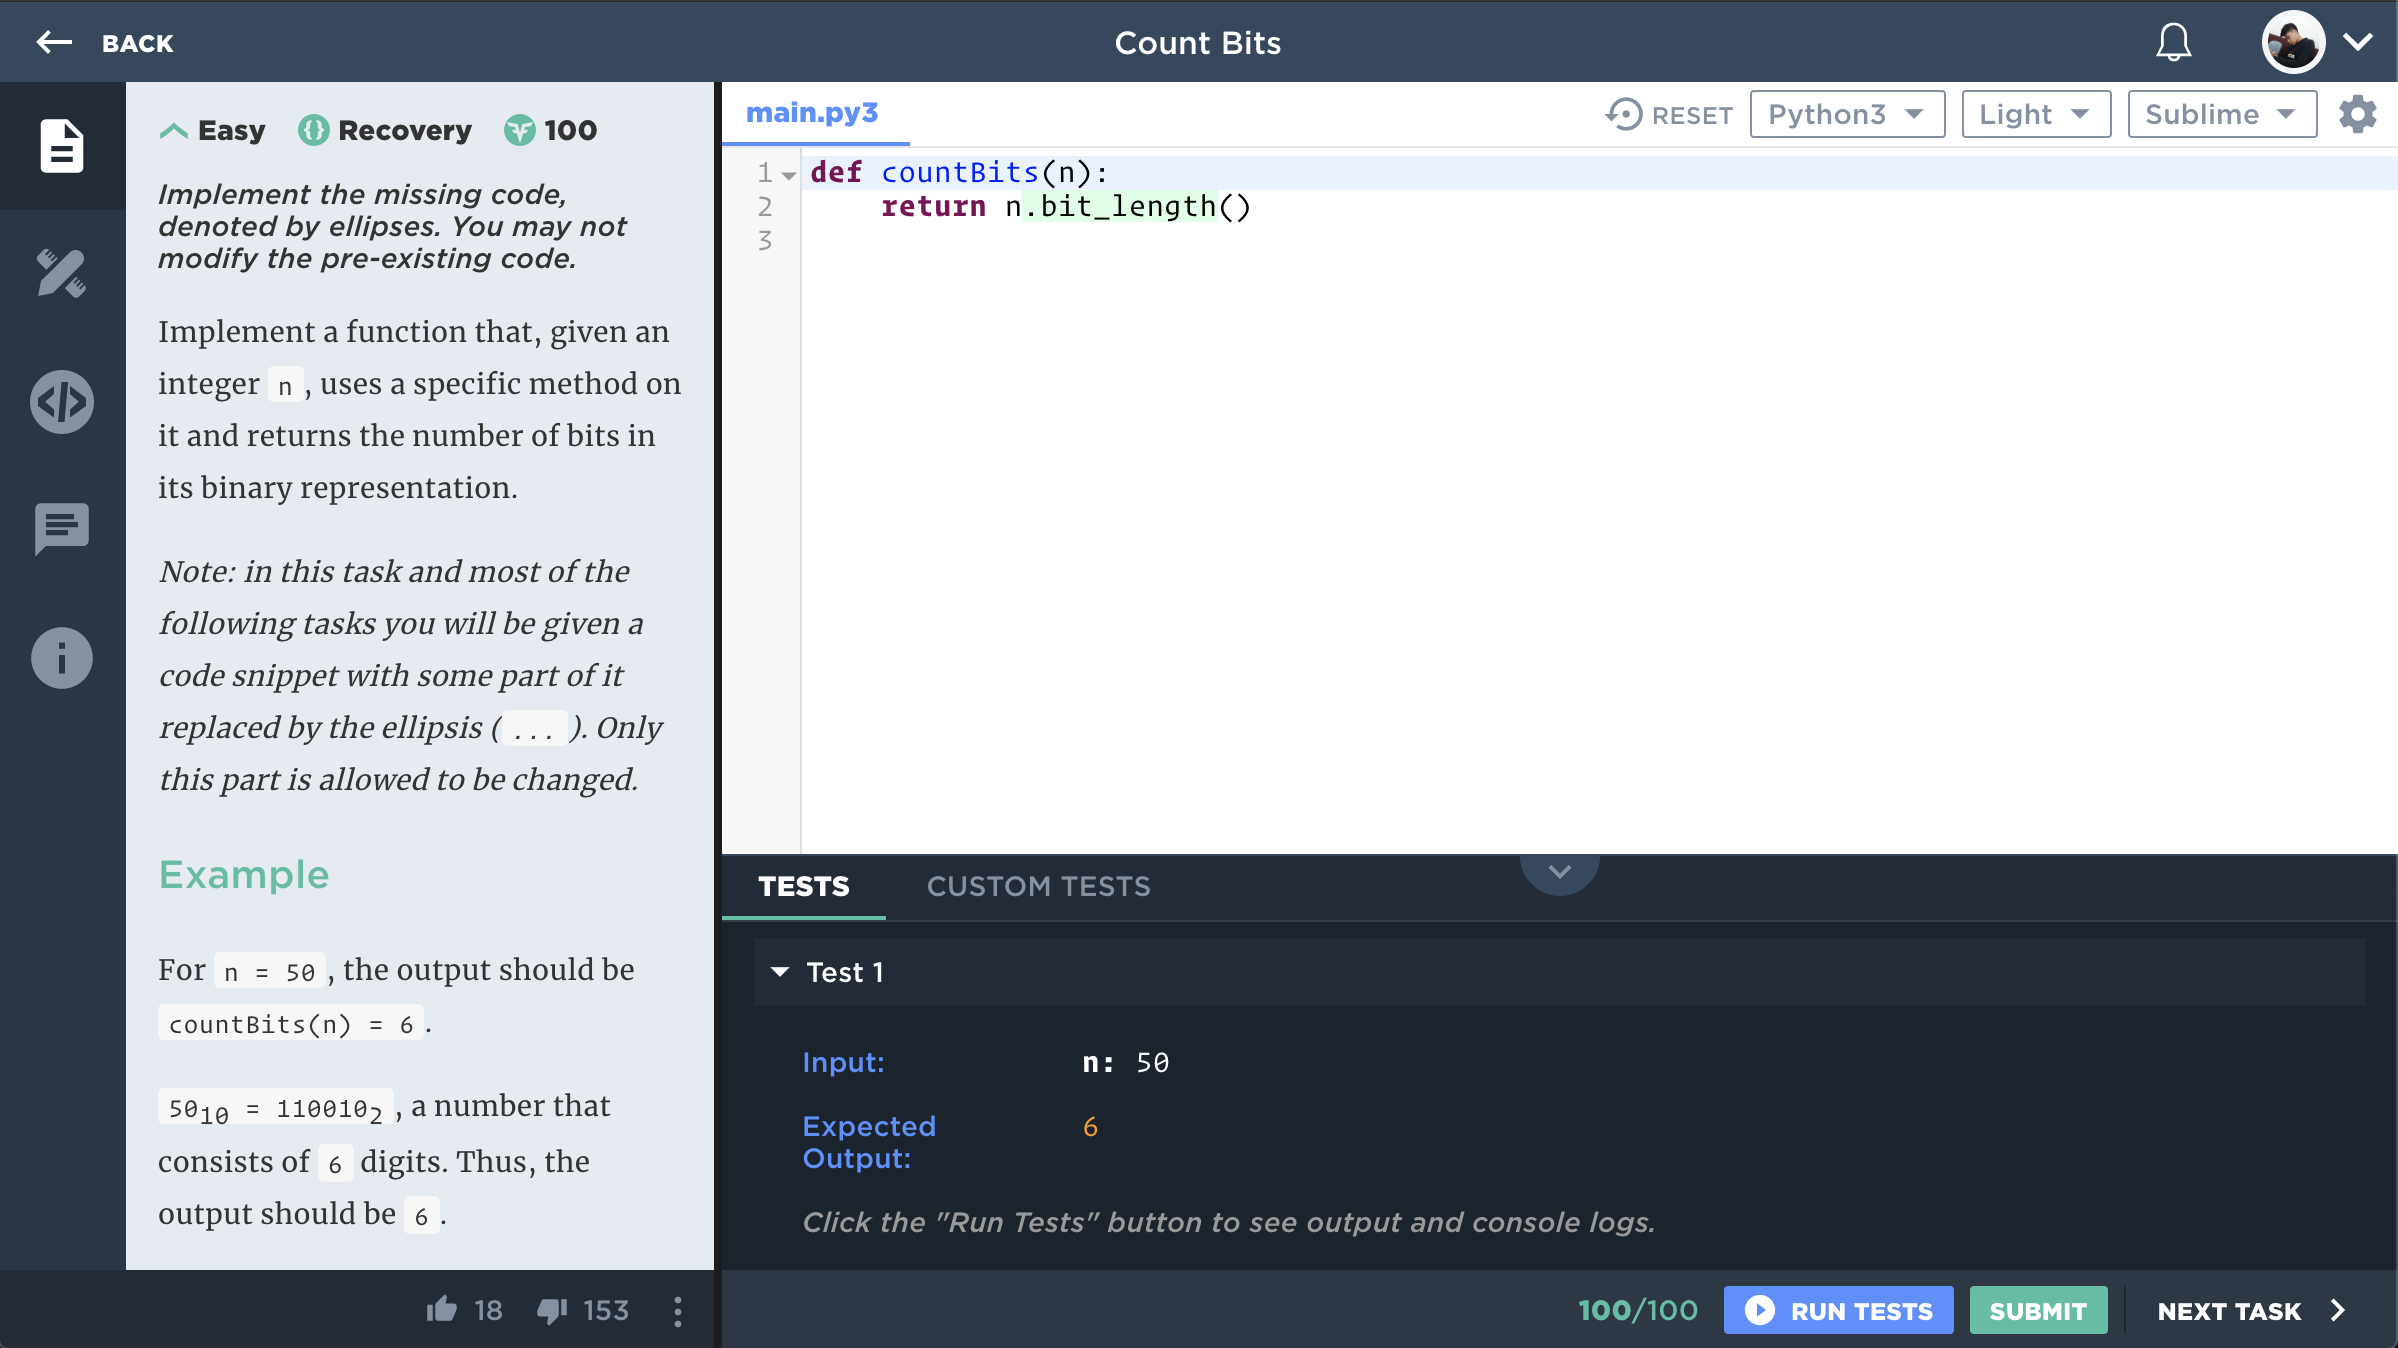 BACK
Count Bits
Easy Recovery 100
Implement the missing code,
denoted by ellipses. You may not
modify the pre-existing code.
Implement a function that, given an
integer n, uses a specific method on
it and returns the number of bits in
its binary representation.
Note: in this task and most of the
following tasks you will be given a
code snippet with some part of it
replaced by the ellipsis (...). Only
this part is allowed to be changed.
Example
For n = 50, the output should be
countBits(n) = 6.
50₁₀ = 110010₂, a number that
consists of 6 digits. Thus, the
output should be 6.
18 153
main.py3
RESET Python3 Light Sublime
1 def countBits(n):
2     return n.bit_length()
3
TESTS CUSTOM TESTS
Test 1
Input: n: 50
Expected 6
Output:
Click the "Run Tests" button to see output and console logs.
100/100 RUN TESTS SUBMIT NEXT TASK